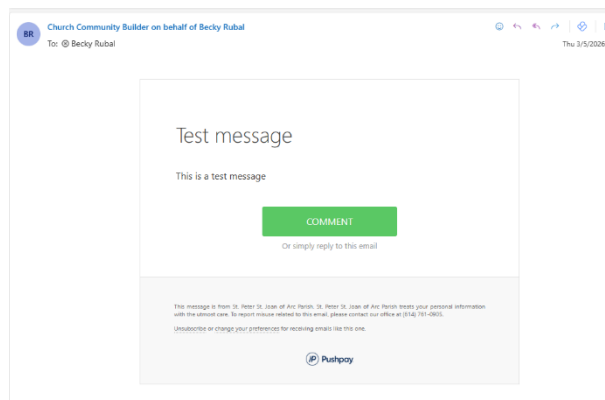 Church Community Builder on behalf of Becky Rubal
BR
To: Becky Rubal
Thu 3/5/2026
Test message
This is a test message
COMMENT
Or simply reply to this email
This message is from St. Peter St. Joan of Arc Parish. St. Peter St. Joan of Arc Parish treats your personal information
with the utmost care. To report misuse related to this email, please contact our office at (614) 761-0905.
Unsubscribe or change your preferences for receiving emails like this one.
Pushpay